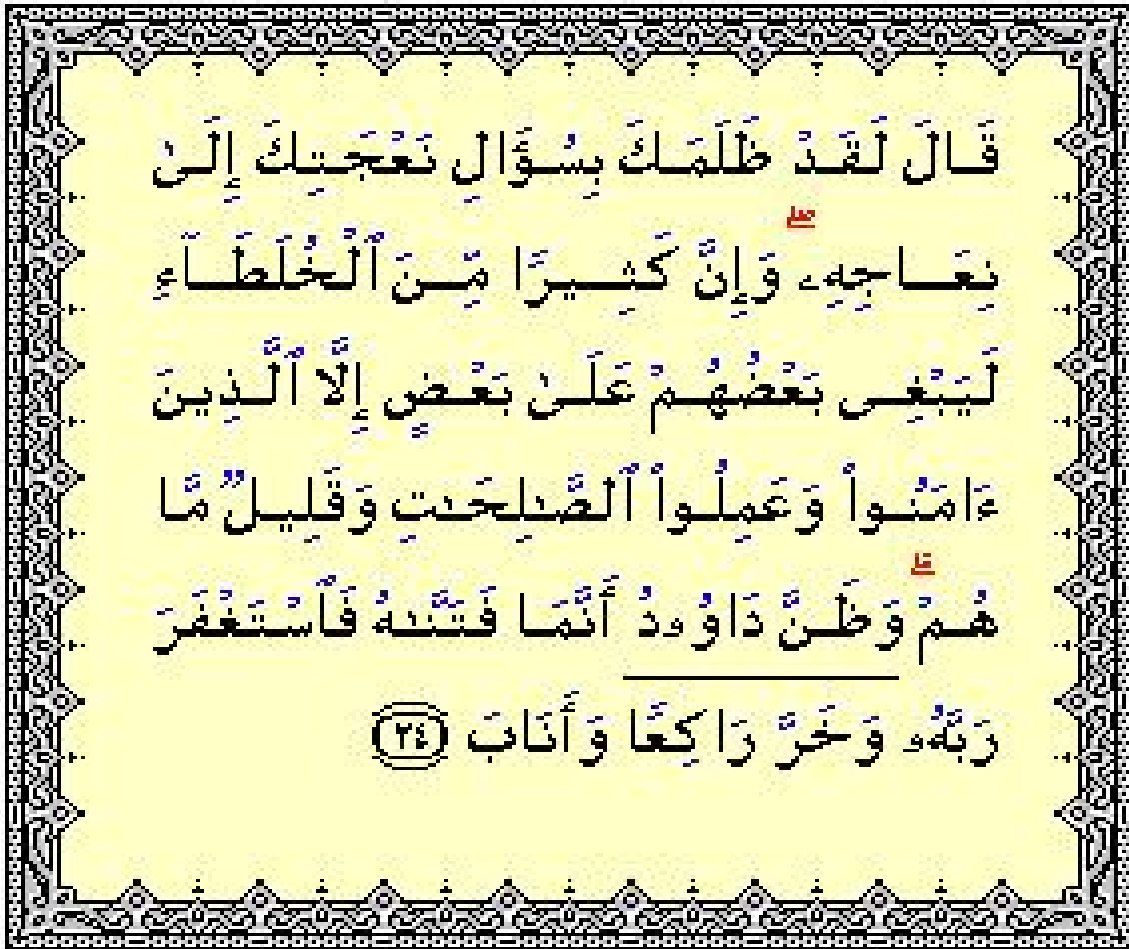 قَالَ لَقَدْ ظَلَمَكَ بِسُؤَالِ نَعْجَتِكَ إِلَىٰ
نِعَاجِهِۦ ۖ وَإِنَّ كَثِيرًا مِّنَ ٱلْخُلَطَآءِ
لَيَبْغِى بَعْضُهُمْ عَلَىٰ بَعْضٍ إِلَّا ٱلَّذِينَ
ءَامَنُوا۟ وَعَمِلُوا۟ ٱلصَّٰلِحَٰتِ وَقَلِيلٌ مَّا
هُمْ ۗ وَظَنَّ دَاوُۥدُ أَنَّمَا فَتَنَّٰهُ فَٱسْتَغْفَرَ
رَبَّهُۥ وَخَرَّ رَاكِعًا وَأَنَابَ ۝٢٤